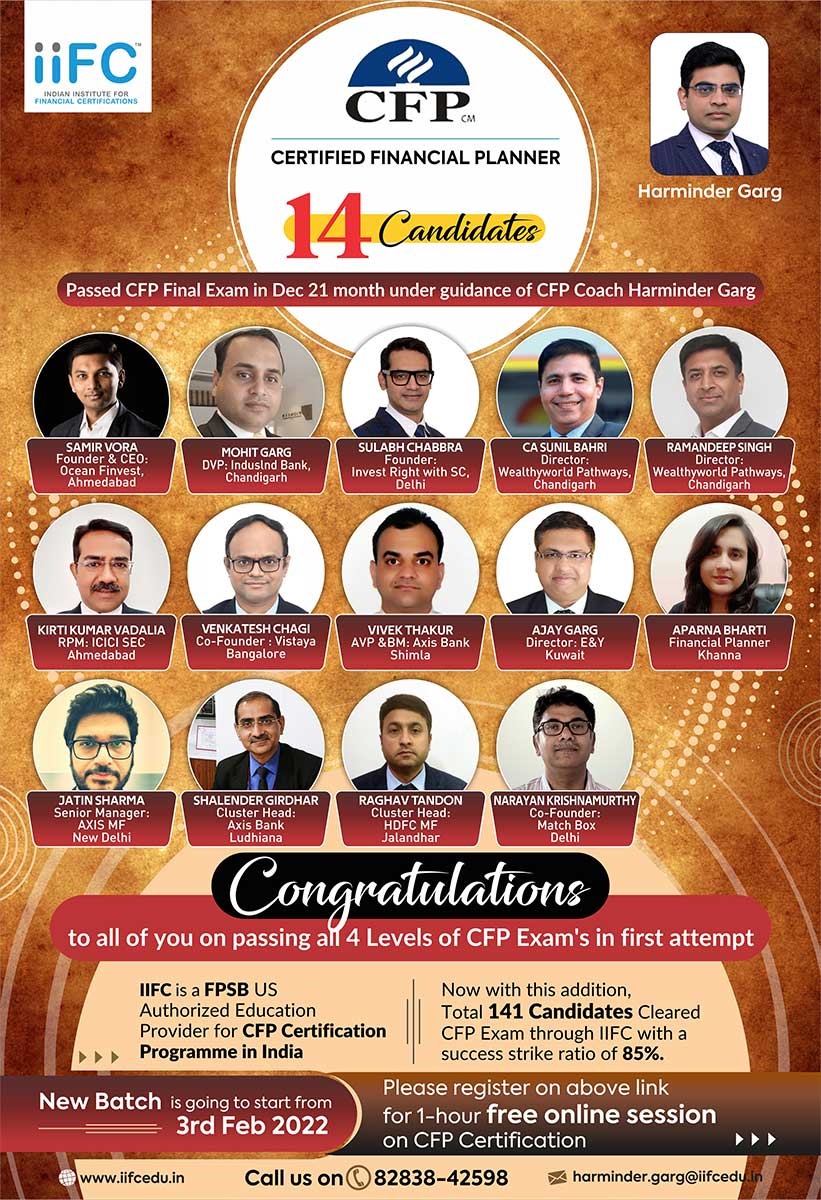 iiFC™
INDIAN INSTITUTE FOR
FINANCIAL CERTIFICATIONS
CFP CM
CERTIFIED FINANCIAL PLANNER
14 Candidates
Harminder Garg
Passed CFP Final Exam in Dec 21 month under guidance of CFP Coach Harminder Garg
SAMIR VORA
Founder & CEO:
Ocean Finvest,
Ahmedabad
MOHIT GARG
DVP: IndusInd Bank,
Chandigarh
SULABH CHABBRA
Founder:
Invest Right with SC,
Delhi
CA SUNIL BAHRI
Director:
Wealthyworld Pathways,
Chandigarh
RAMANDEEP SINGH
Director:
Wealthyworld Pathways,
Chandigarh
KIRTI KUMAR VADALIA
RPM: ICICI SEC
Ahmedabad
VENKATESH CHAGI
Co-Founder : Vistaya
Bangalore
VIVEK THAKUR
AVP &BM: Axis Bank
Shimla
AJAY GARG
Director: E&Y
Kuwait
APARNA BHARTI
Financial Planner
Khanna
JATIN SHARMA
Senior Manager:
AXIS MF
New Delhi
SHALENDER GIRDHAR
Cluster Head:
Axis Bank
Ludhiana
RAGHAV TANDON
Cluster Head:
HDFC MF
Jalandhar
NARAYAN KRISHNAMURTHY
Co-Founder:
Match Box
Delhi
Congratulations
to all of you on passing all 4 Levels of CFP Exam's in first attempt
IIFC is a FPSB US
Authorized Education
Provider for CFP Certification
Programme in India
Now with this addition,
Total 141 Candidates Cleared
CFP Exam through IIFC with a
success strike ratio of 85%.
New Batch is going to start from
3rd Feb 2022
Please register on above link
for 1-hour free online session
on CFP Certification
www.iifcedu.in
Call us on 82838-42598
harminder.garg@iifcedu.in